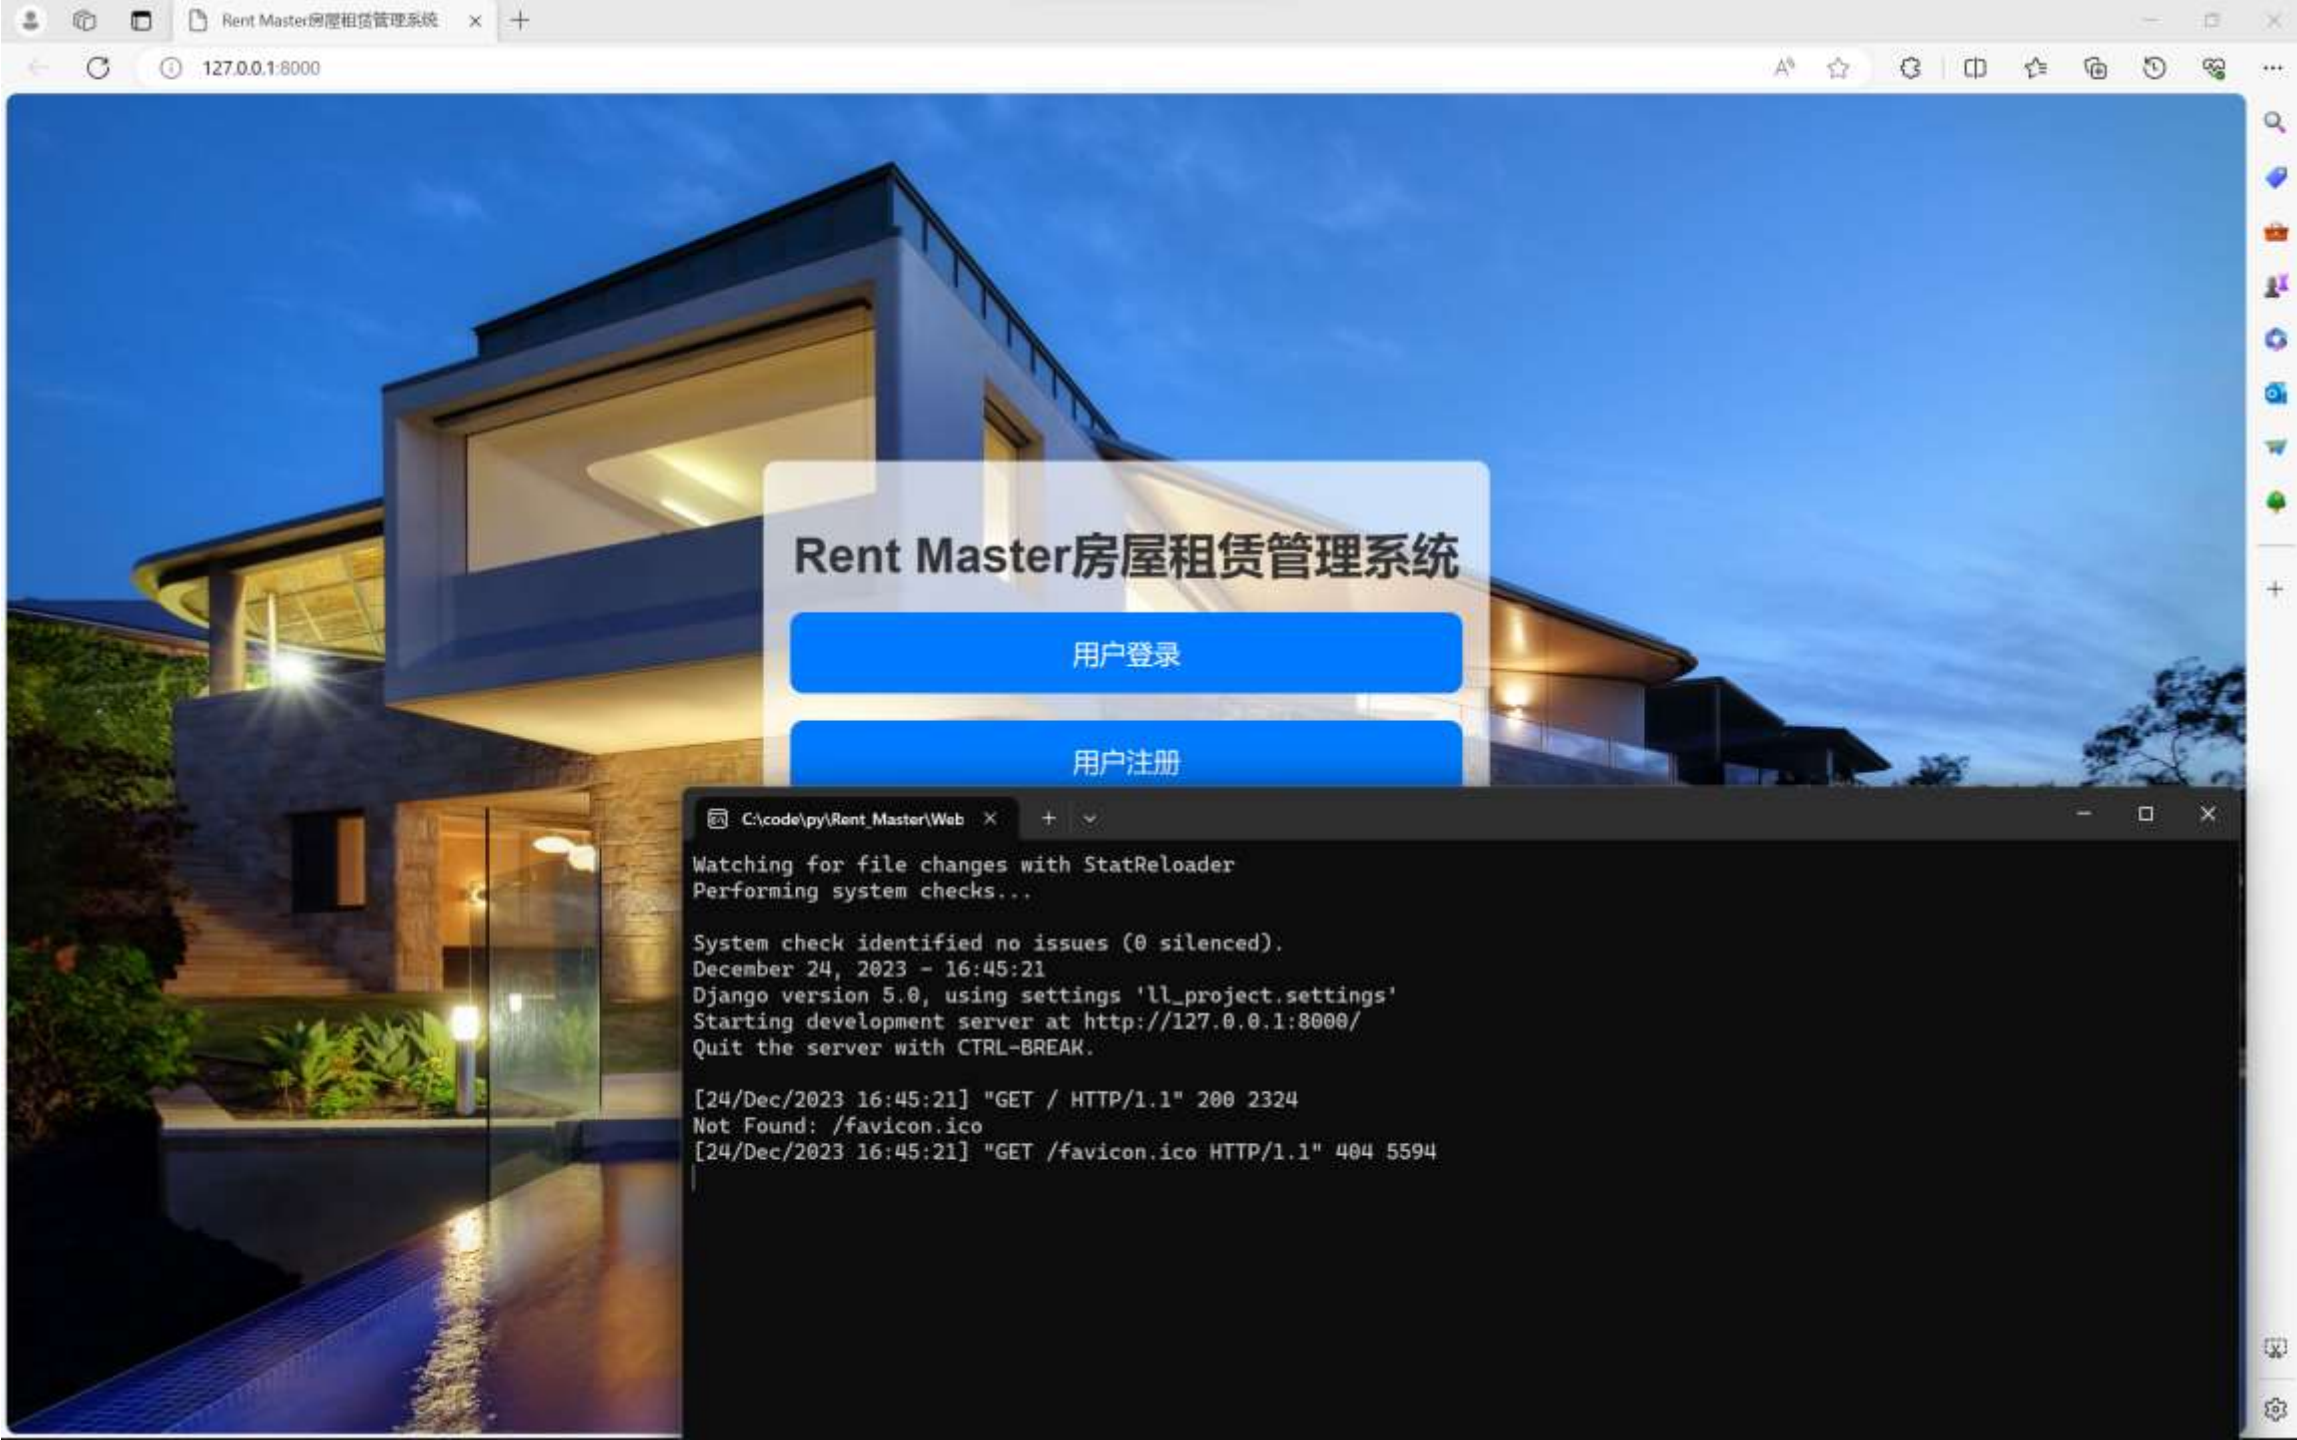 Rent Master房屋租赁管理系统
127.0.0.1:8000
Rent Master房屋租赁管理系统
用户登录
用户注册
C:\code\py\Rent_Master\Web
Watching for file changes with StatReloader
Performing system checks...
System check identified no issues (0 silenced).
December 24, 2023 - 16:45:21
Django version 5.0, using settings 'll_project.settings'
Starting development server at http://127.0.0.1:8000/
Quit the server with CTRL-BREAK.
[24/Dec/2023 16:45:21] "GET / HTTP/1.1" 200 2324
Not Found: /favicon.ico
[24/Dec/2023 16:45:21] "GET /favicon.ico HTTP/1.1" 404 5594